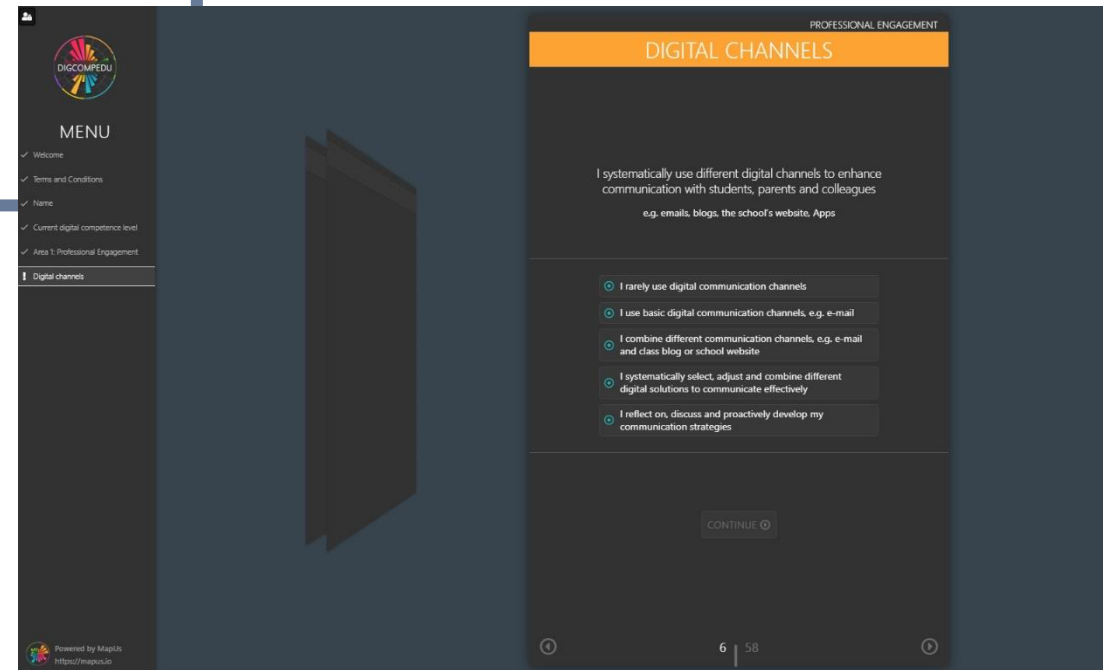 DIGCOMPEDU
MENU
Welcome
Terms and Conditions
Name
Current digital competence level
Area 1: Professional Engagement
Digital channels
Powered by MapUs
https://mapus.io
PROFESSIONAL ENGAGEMENT
DIGITAL CHANNELS
I systematically use different digital channels to enhance
communication with students, parents and colleagues
e.g. emails, blogs, the school's website, Apps
I rarely use digital communication channels
I use basic digital communication channels, e.g. e-mail
I combine different communication channels, e.g. e-mail
and class blog or school website
I systematically select, adjust and combine different
digital solutions to communicate effectively
I reflect on, discuss and proactively develop my
communication strategies
CONTINUE
6 | 58